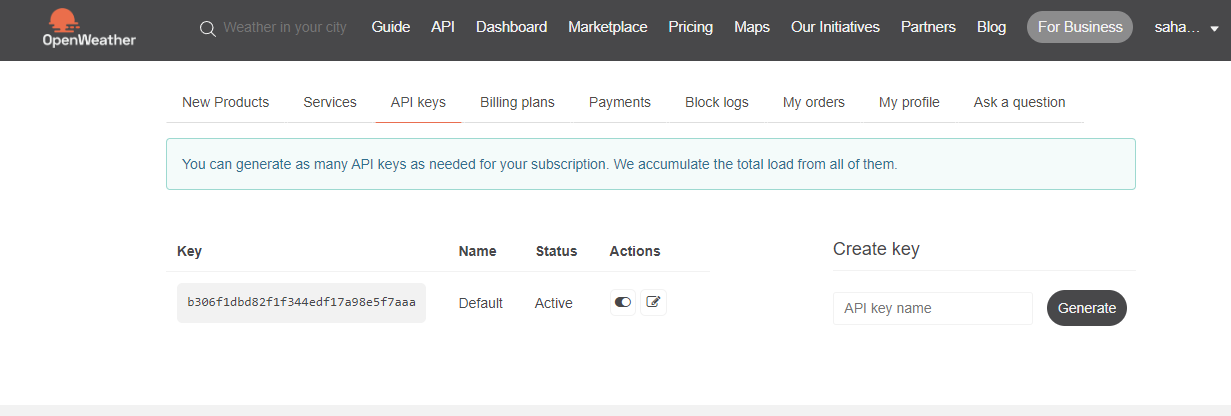 OpenWeather
Weather in your city
Guide
API
Dashboard
Marketplace
Pricing
Maps
Our Initiatives
Partners
Blog
For Business
saha...
New Products
Services
API keys
Billing plans
Payments
Block logs
My orders
My profile
Ask a question
You can generate as many API keys as needed for your subscription. We accumulate the total load from all of them.
Key
Name
Status
Actions
b306f1dbd82f1f344edf17a98e5f7aaa
Default
Active
Create key
API key name
Generate